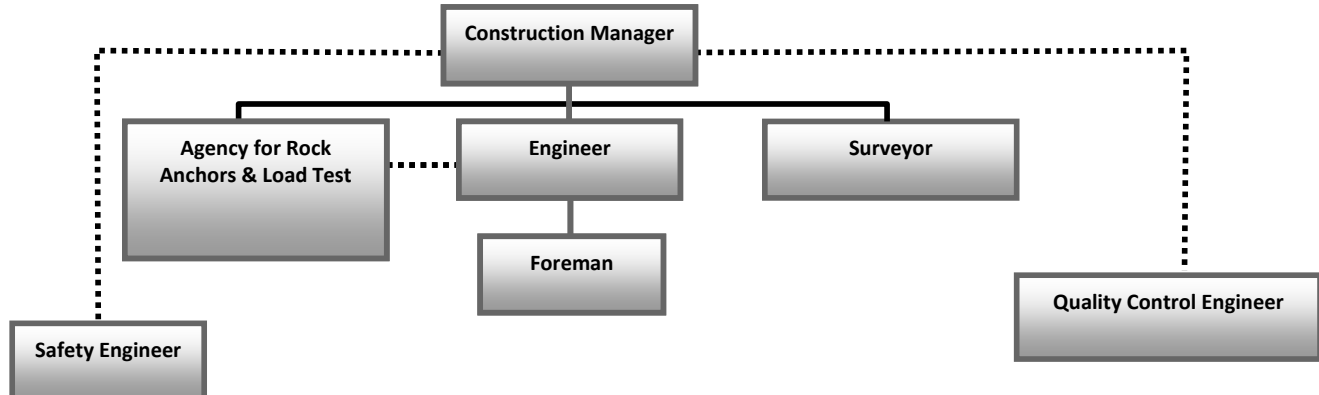 Construction Manager
Agency for Rock
Anchors & Load Test
Engineer
Surveyor
Foreman
Quality Control Engineer
Safety Engineer